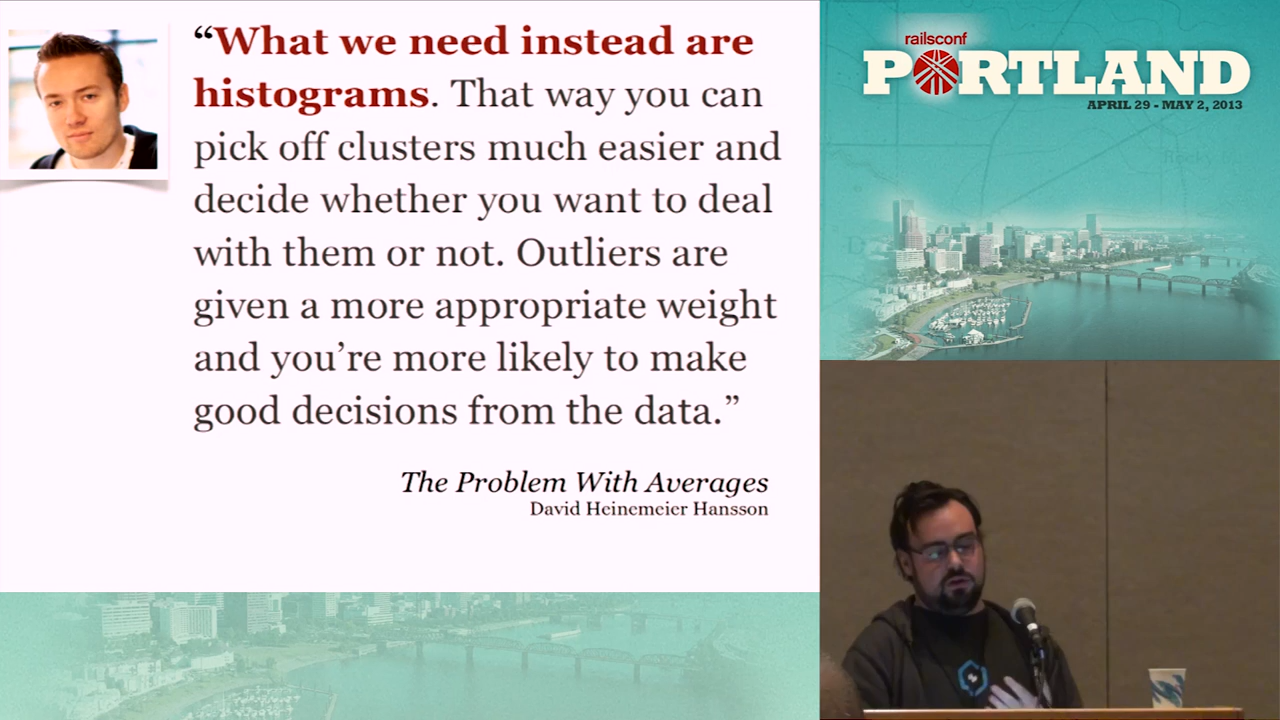 “What we need instead are
histograms. That way you can
pick off clusters much easier and
decide whether you want to deal
with them or not. Outliers are
given a more appropriate weight
and you’re more likely to make
good decisions from the data.”
The Problem With Averages
David Heinemeier Hansson
railsconf
PORTLAND
APRIL 29 - MAY 2, 2013